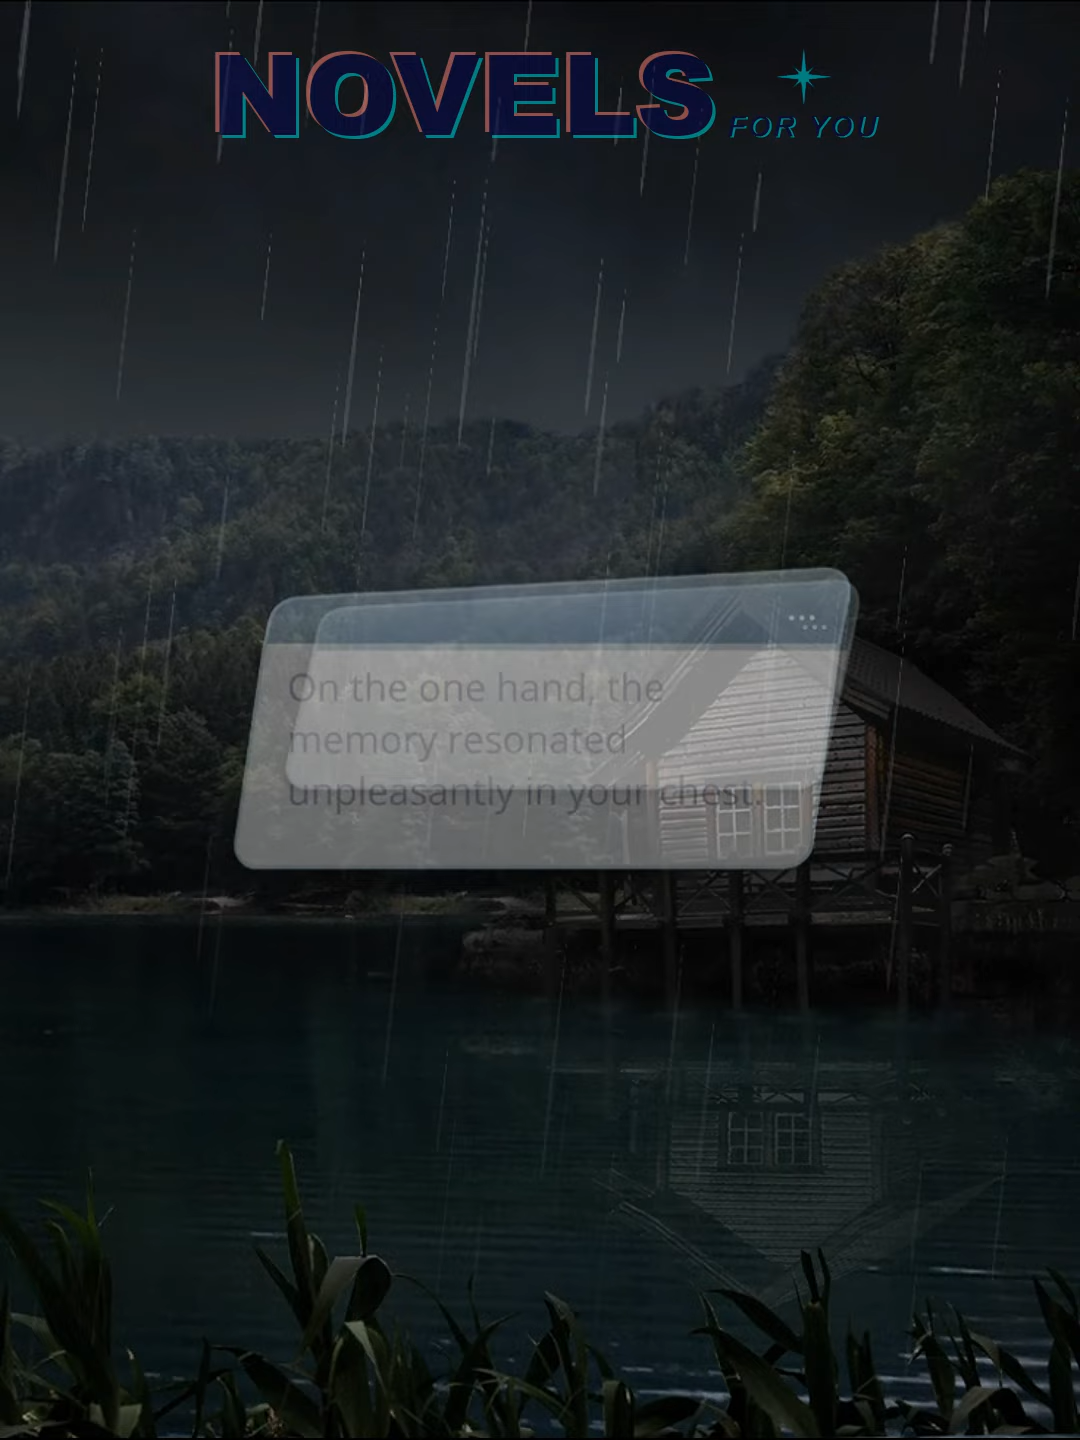 NOVELS
FOR YOU
On the one hand, the
memory resonated
unpleasantly in your chest.